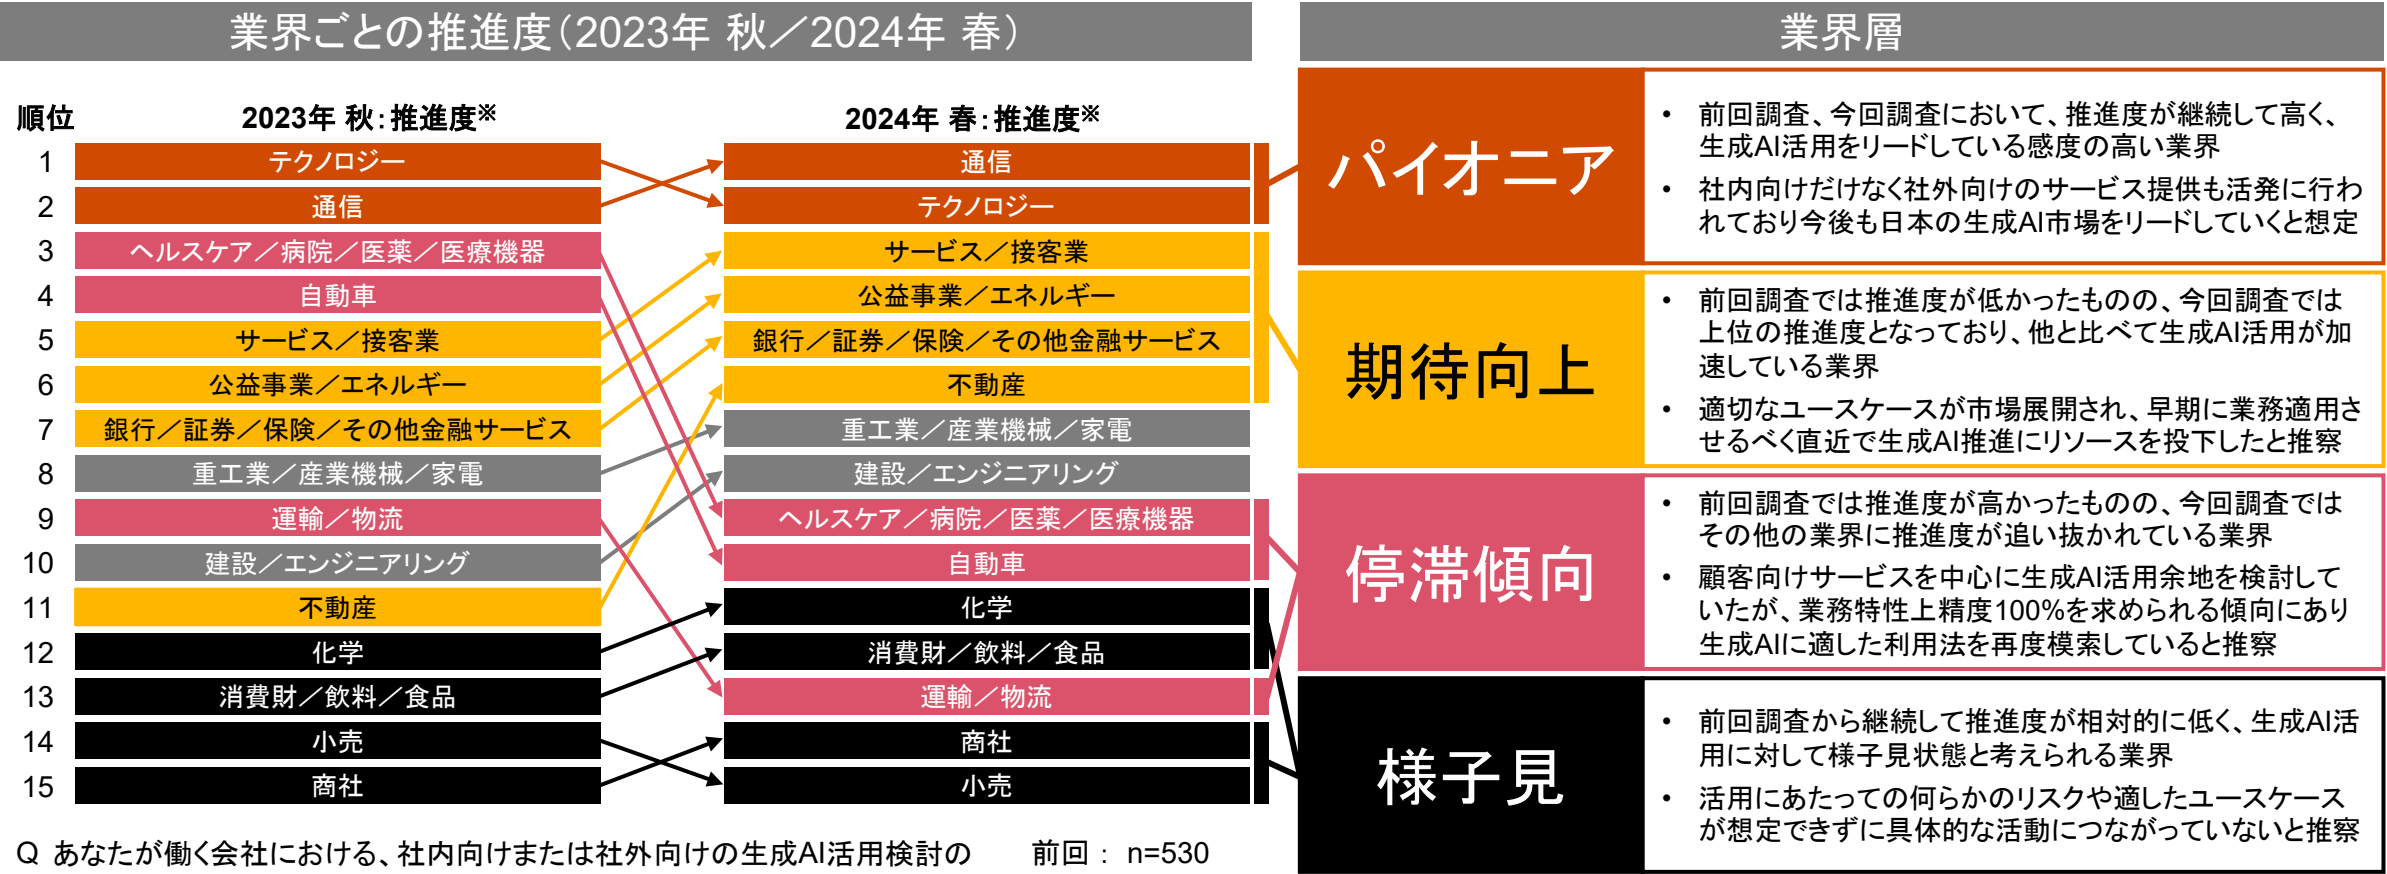 業界ごとの推進度（2023年 秋／2024年 春）
順位
2023年 秋：推進度※
2024年 春：推進度※
1
テクノロジー
通信
2
通信
テクノロジー
3
ヘルスケア／病院／医薬／医療機器
サービス／接客業
4
自動車
公益事業／エネルギー
5
サービス／接客業
銀行／証券／保険／その他金融サービス
6
公益事業／エネルギー
不動産
7
銀行／証券／保険／その他金融サービス
重工業／産業機械／家電
8
重工業／産業機械／家電
建設／エンジニアリング
9
運輸／物流
ヘルスケア／病院／医薬／医療機器
10
建設／エンジニアリング
自動車
11
不動産
化学
12
化学
消費財／飲料／食品
13
消費財／飲料／食品
運輸／物流
14
小売
商社
15
商社
小売
Q あなたが働く会社における、社内向けまたは社外向けの生成AI活用検討の
前回： n=530
業界層
パイオニア
• 前回調査、今回調査において、推進度が継続して高く、
生成AI活用をリードしている感度の高い業界
• 社内向けだけなく社外向けのサービス提供も活発に行わ
れており今後も日本の生成AI市場をリードしていくと想定
期待向上
• 前回調査では推進度が低かったものの、今回調査では
上位の推進度となっており、他と比べて生成AI活用が加
速している業界
• 適切なユースケースが市場展開され、早期に業務適用さ
せるべく直近で生成AI推進にリソースを投下したと推察
停滞傾向
• 前回調査では推進度が高かったものの、今回調査では
その他の業界に推進度が追い抜かれている業界
• 顧客向けサービスを中心に生成AI活用余地を検討して
いたが、業務特性上精度100%を求められる傾向にあり
生成AIに適した利用法を再度模索していると推察
様子見
• 前回調査から継続して推進度が相対的に低く、生成AI活
用に対して様子見状態と考えられる業界
• 活用にあたっての何らかのリスクや適したユースケース
が想定できずに具体的な活動につながっていないと推察